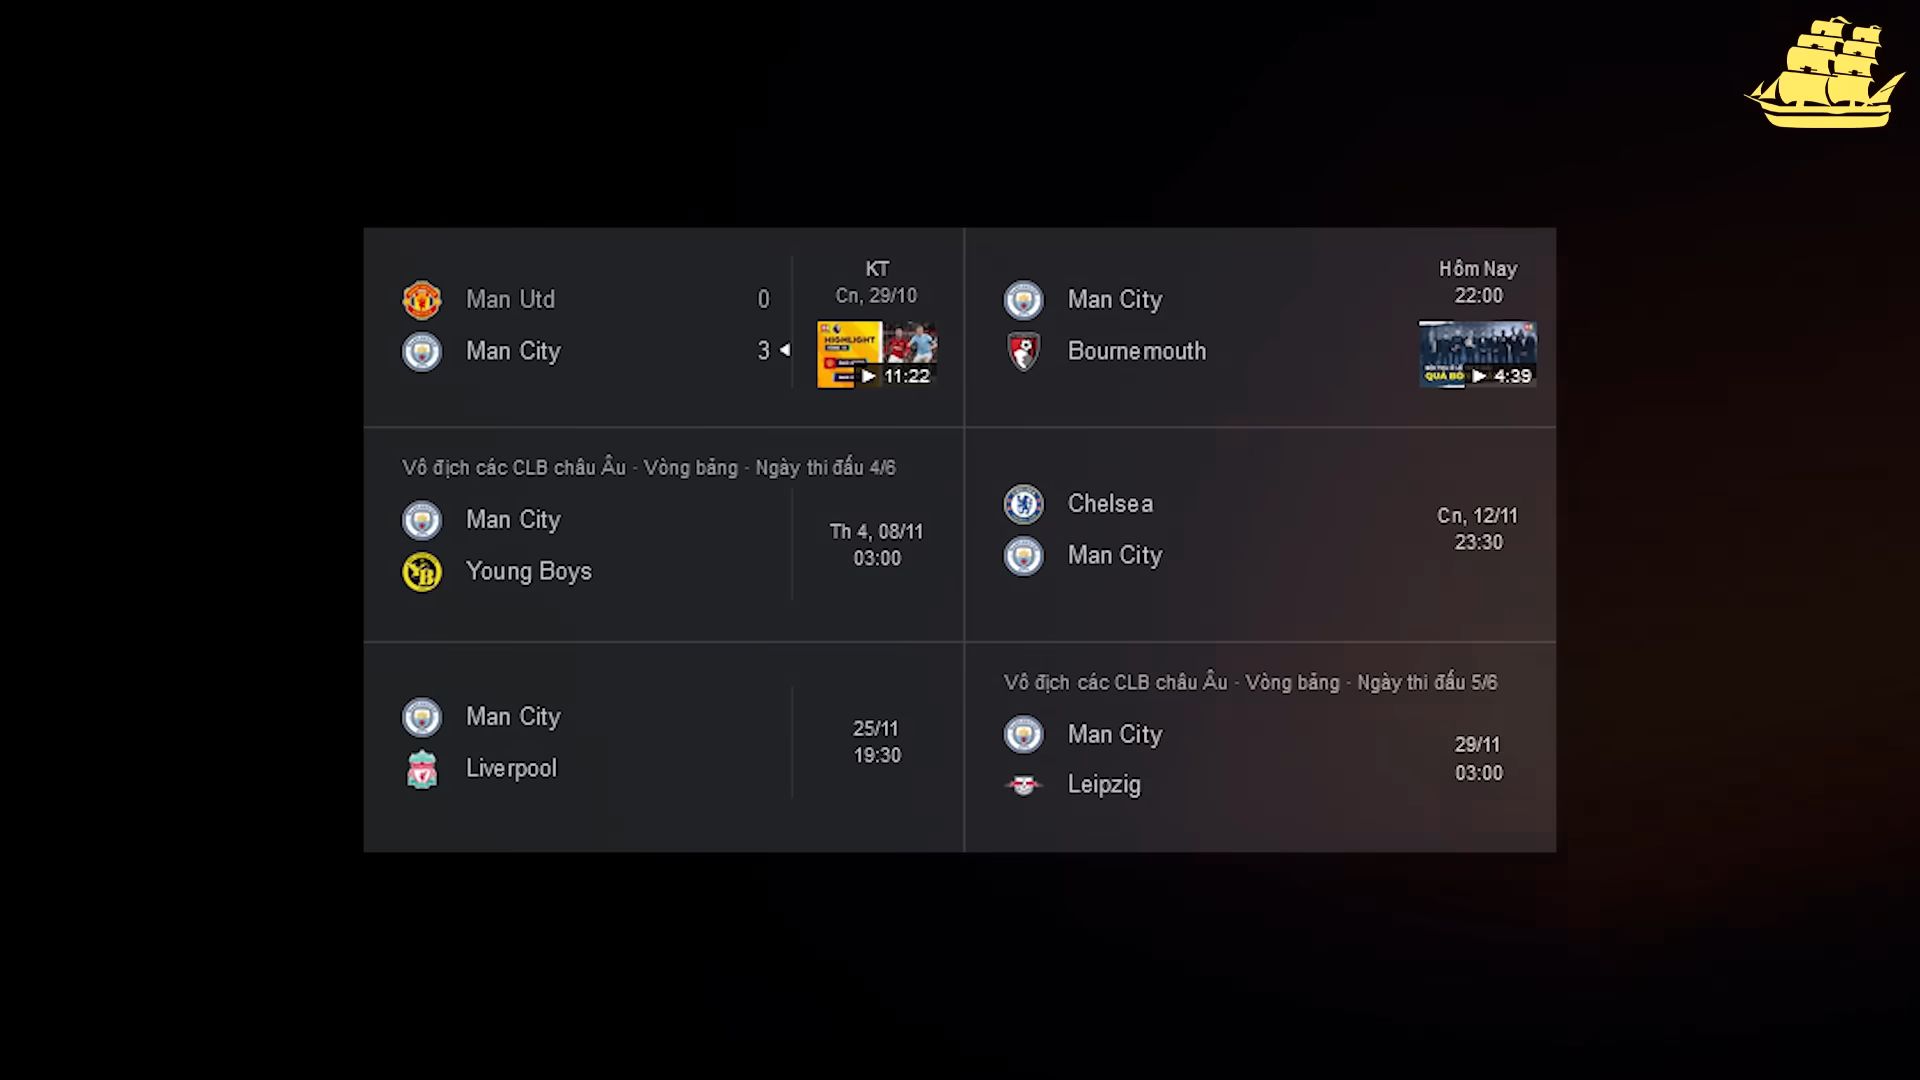 Man Utd 0
Man City 3
KT
Cn, 29/10
HIGHLIGHT
11:22
Man City
Bournemouth
Hôm Nay
22:00
QUẢ BÓ
4:39
Vô địch các CLB châu Âu - Vòng bảng - Ngày thi đấu 4/6
Man City
Young Boys
Th 4, 08/11
03:00
Chelsea
Man City
Cn, 12/11
23:30
Man City
Liverpool
25/11
19:30
Vô địch các CLB châu Âu - Vòng bảng - Ngày thi đấu 5/6
Man City
Leipzig
29/11
03:00